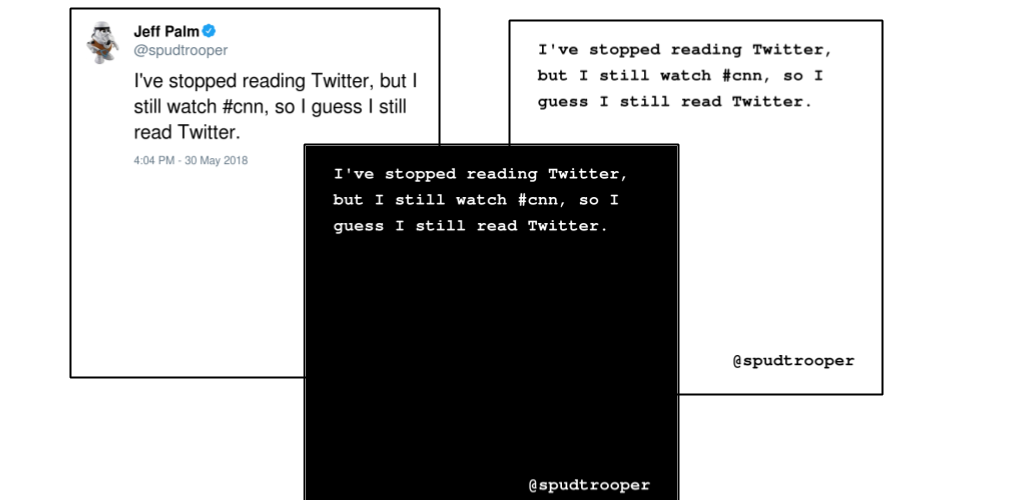 Jeff Palm
@spudtrooper
I've stopped reading Twitter, but I
still watch #cnn, so I guess I still
read Twitter.
4:04 PM - 30 May 2018
I've stopped reading Twitter,
but I still watch #cnn, so I
guess I still read Twitter.
@spudtrooper
I've stopped reading Twitter,
but I still watch #cnn, so I
guess I still read Twitter.
@spudtrooper